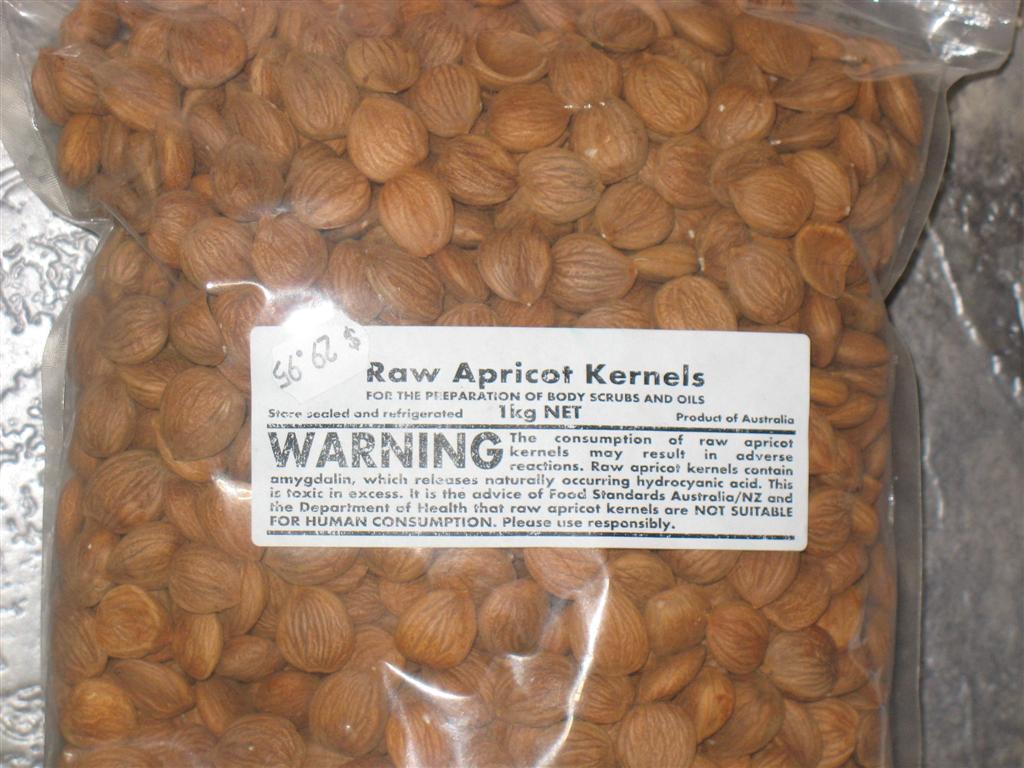 $ 29.95
Raw Apricot Kernels
FOR THE PREPARATION OF BODY SCRUBS AND OILS
Store sealed and refrigerated 1kg NET Product of Australia
WARNING The consumption of raw apricot
kernels may result in adverse
reactions. Raw apricot kernels contain
amygdalin, which releases naturally occurring hydrocyanic acid. This
is toxic in excess. It is the advice of Food Standards Australia/NZ and
the Department of Health that raw apricot kernels are NOT SUITABLE
FOR HUMAN CONSUMPTION. Please use responsibly.